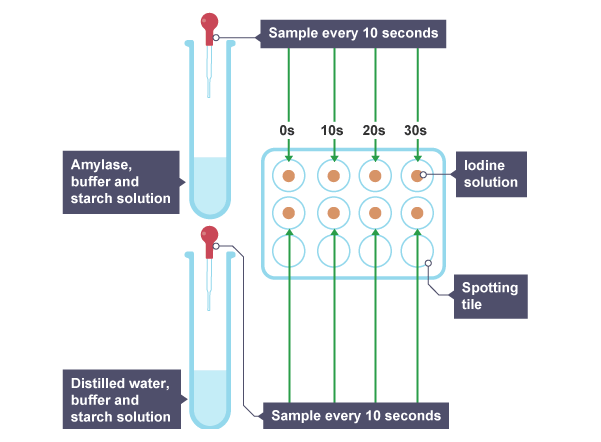 Sample every 10 seconds
0s 10s 20s 30s
Amylase,
buffer and
starch solution
Iodine
solution
Spotting
tile
Distilled water,
buffer and
starch solution
Sample every 10 seconds